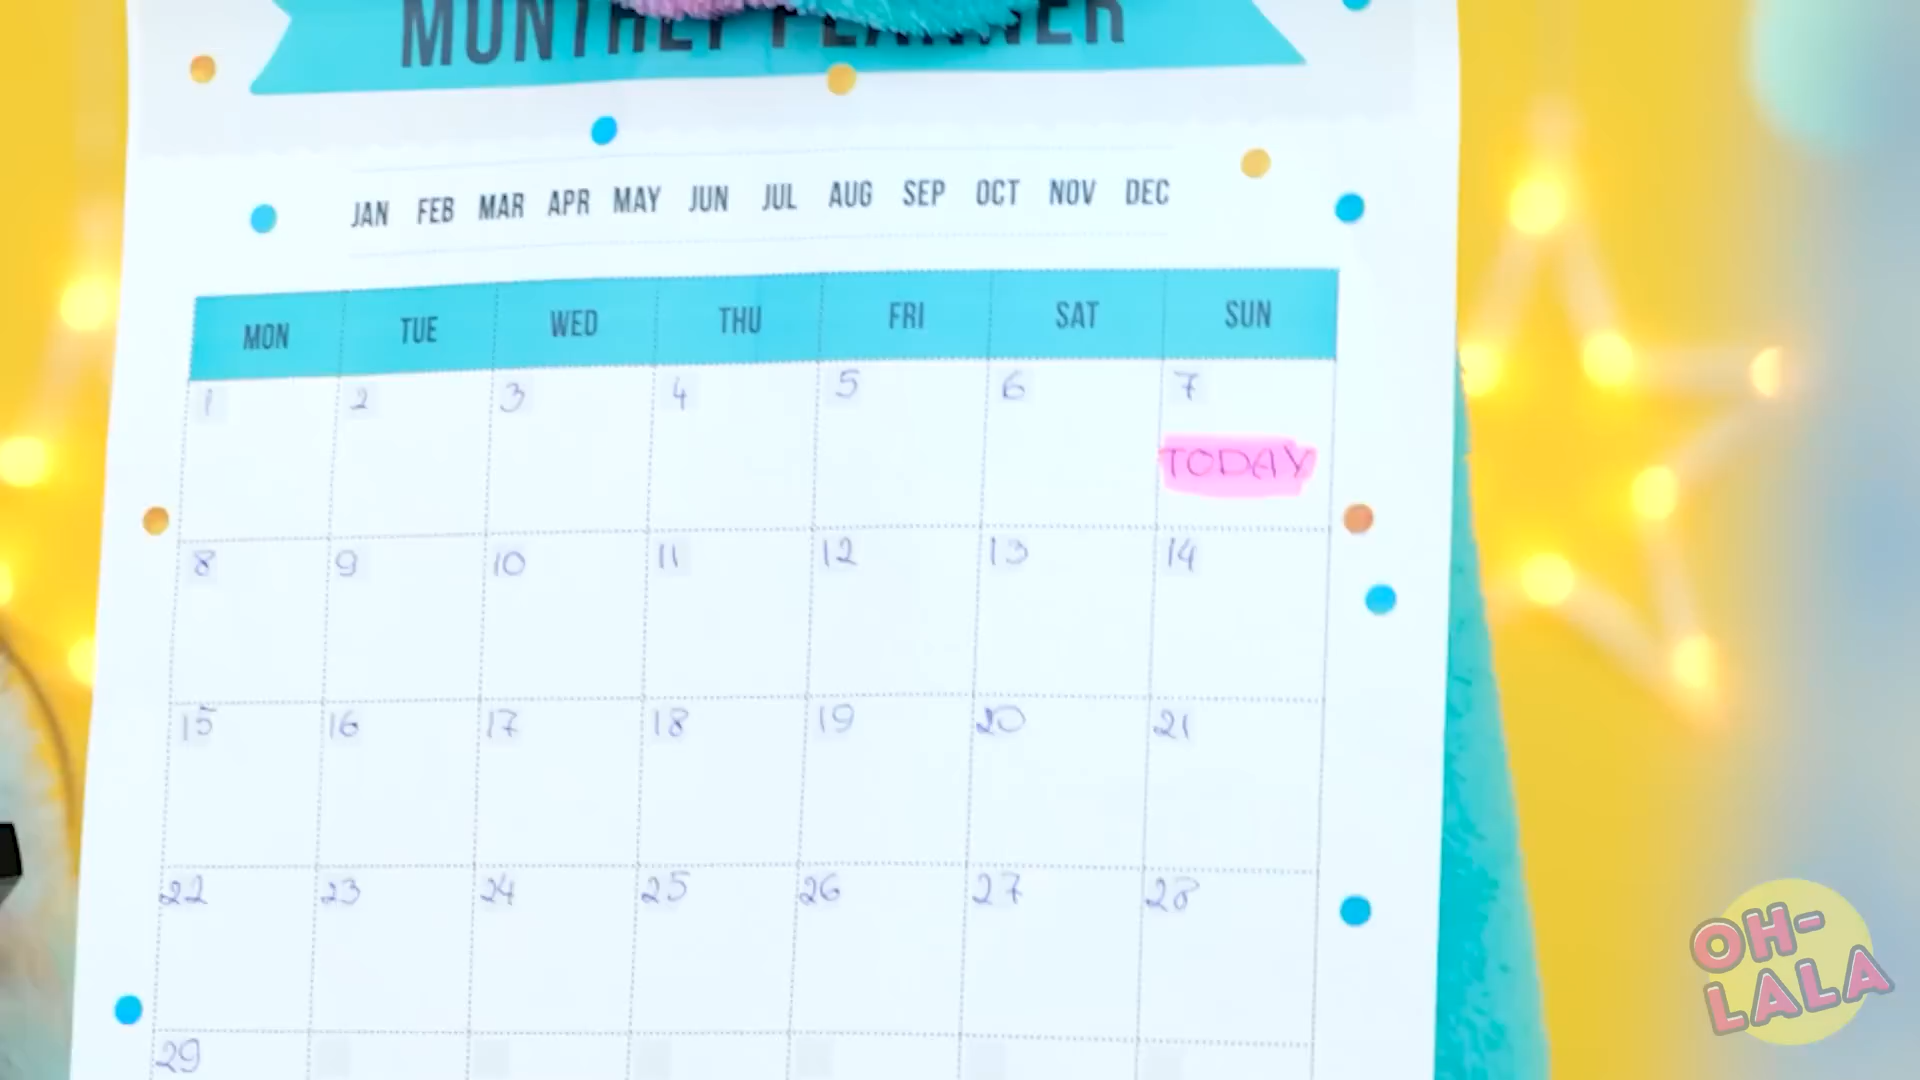 MONTHLY PLANNER
JAN FEB MAR APR MAY JUN JUL AUG SEP OCT NOV DEC
MON TUE WED THU FRI SAT SUN
1 2 3 4 5 6 7
TODAY
8 9 10 11 12 13 14
15 16 17 18 19 20 21
22 23 24 25 26 27 28
29
OH-
LALA